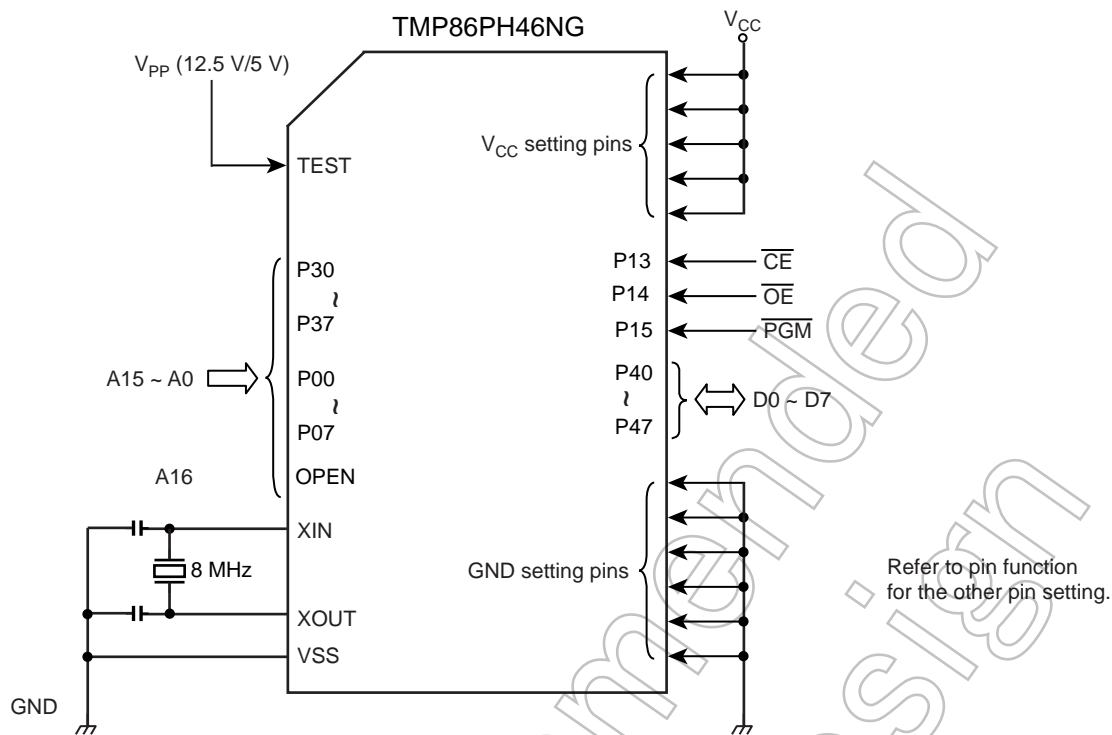 TMP86PH46NG
VCC
VPP (12.5 V/5 V)
VCC setting pins
TEST
P30
~
P37
A15 ~ A0
P00
~
P07
A16
OPEN
XIN
8 MHz
XOUT
VSS
GND
P13
CE
P14
OE
P15
PGM
P40
~
P47
D0 ~ D7
GND setting pins
Refer to pin function
for the other pin setting.
mmended
sign